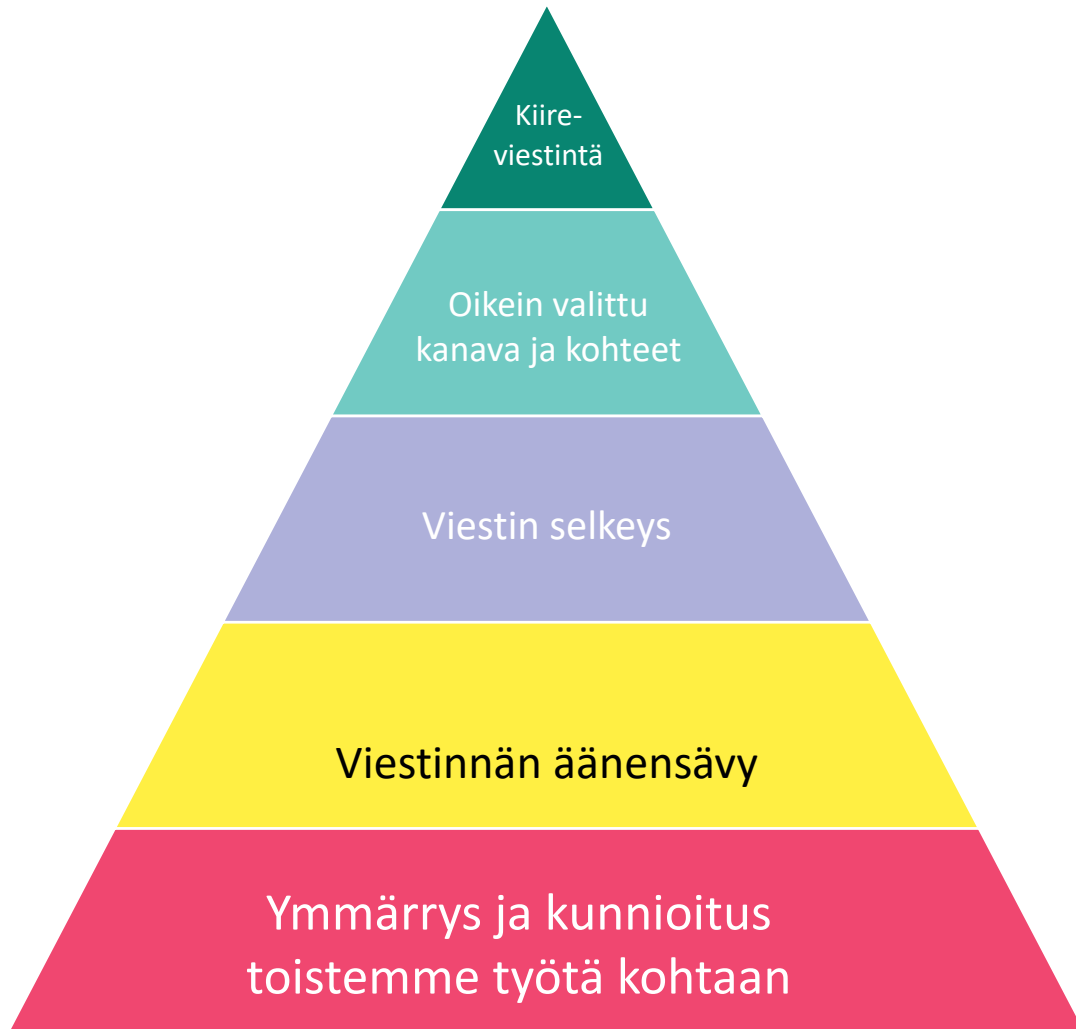 Kiire-
viestintä
Oikein valittu
kanava ja kohteet
Viestin selkeys
Viestinnän äänensävy
Ymmärrys ja kunnioitus
toistemme työtä kohtaan